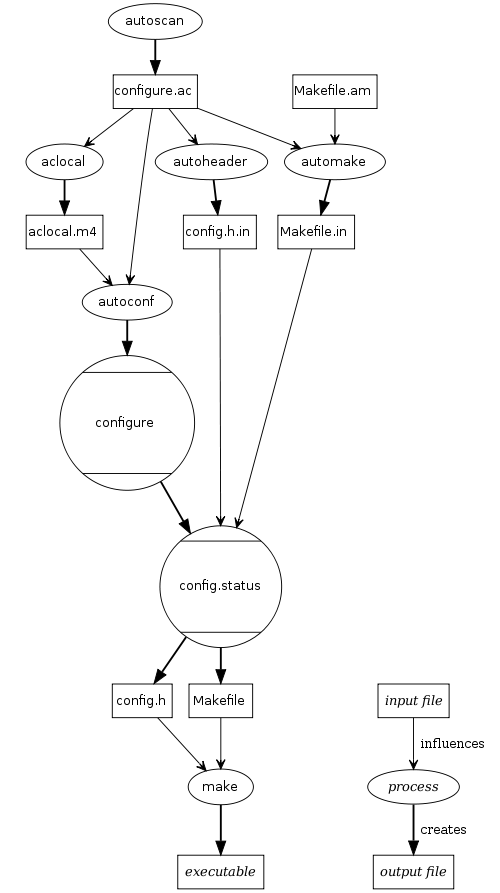 autoscan
configure.ac
Makefile.am
aclocal
autoheader
automake
aclocal.m4
config.h.in
Makefile.in
autoconf
configure
config.status
config.h
Makefile
input file
influences
make
process
creates
executable
output file